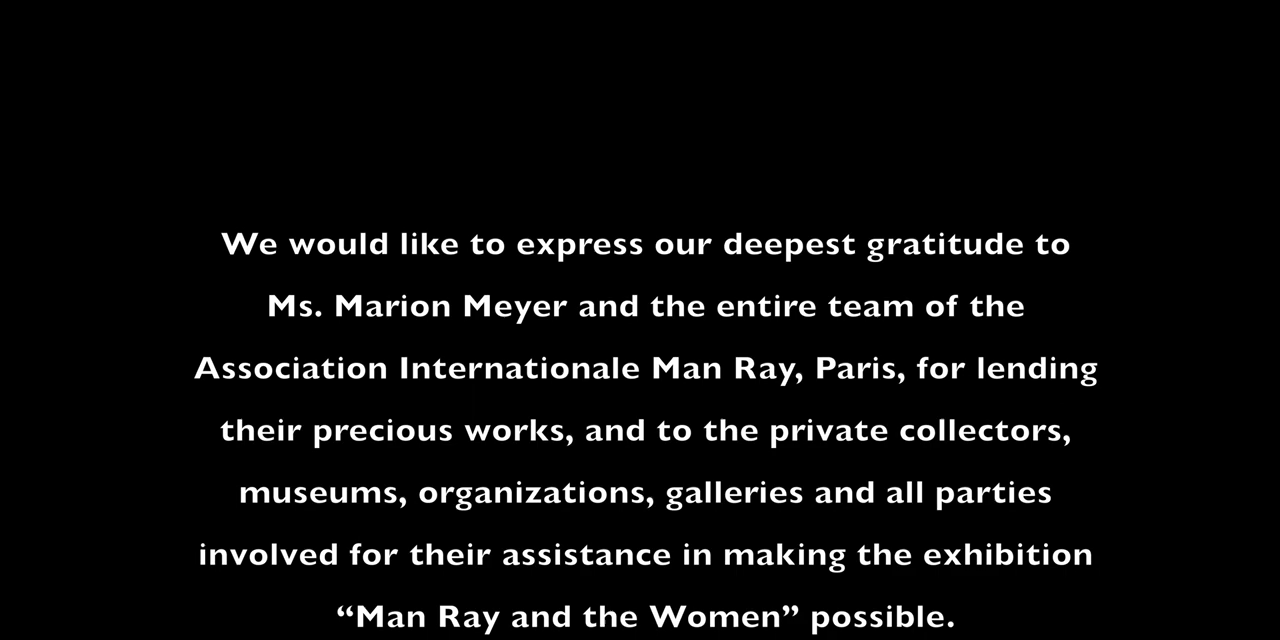 We would like to express our deepest gratitude to
Ms. Marion Meyer and the entire team of the
Association Internationale Man Ray, Paris, for lending
their precious works, and to the private collectors,
museums, organizations, galleries and all parties
involved for their assistance in making the exhibition
“Man Ray and the Women” possible.